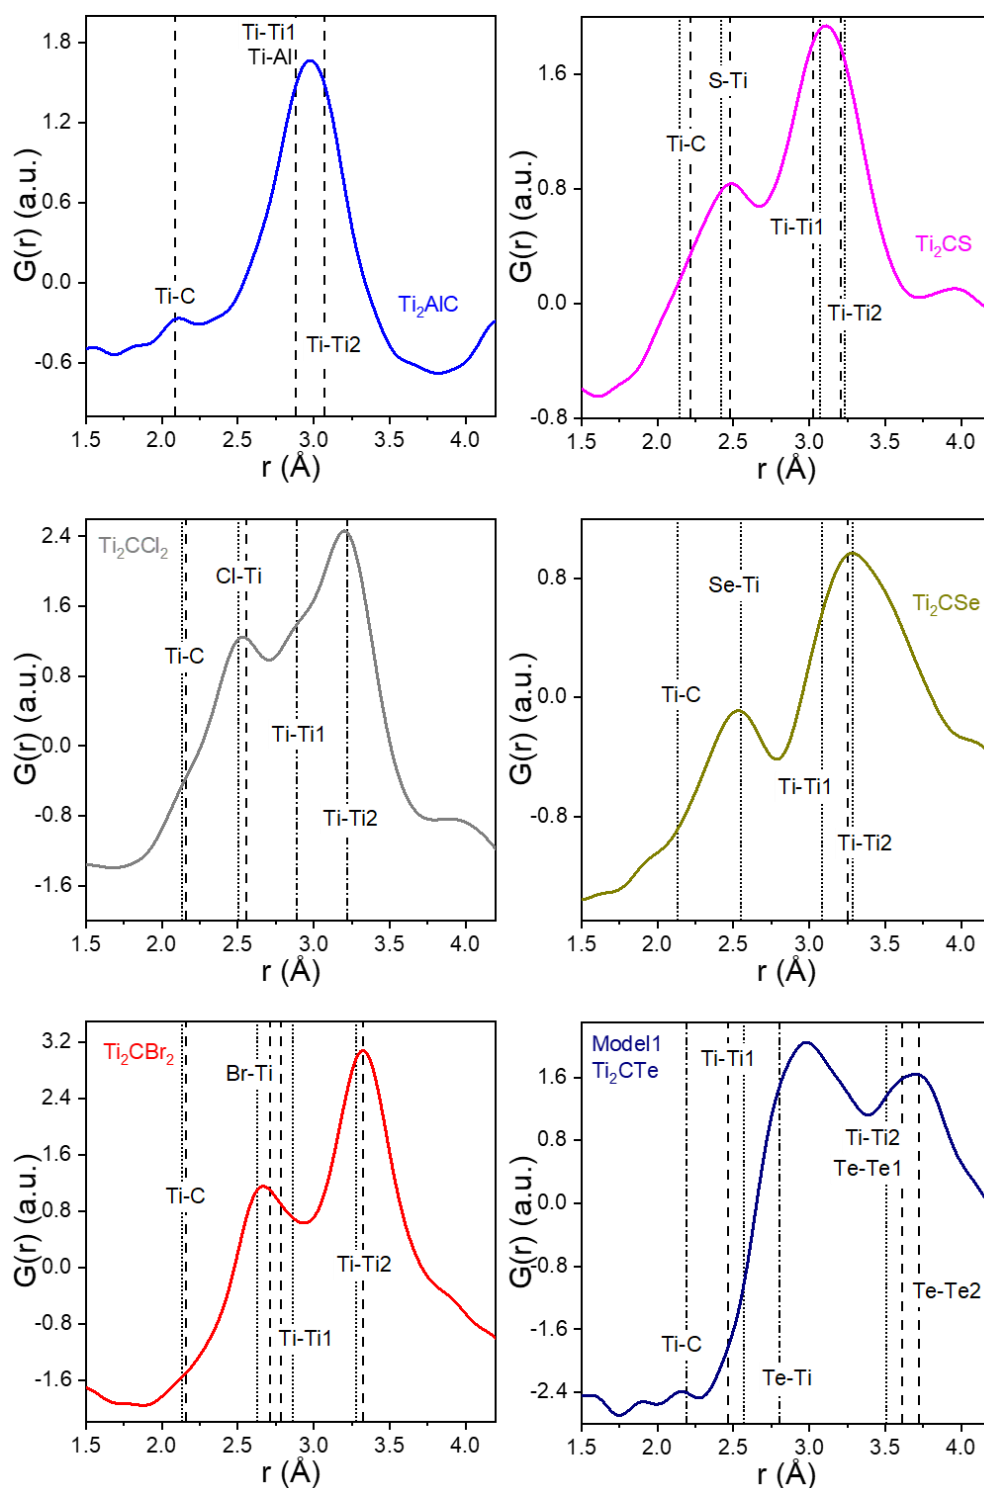 Ti-Ti1
Ti-Al
Ti-C
Ti-Ti2
Ti₂AlC
G(r) (a.u.)
1.8
1.2
0.6
0.0
-0.6
1.5 2.0 2.5 3.0 3.5 4.0
r (Å)
S-Ti
Ti-C
Ti-Ti1
Ti-Ti2
Ti₂CS
G(r) (a.u.)
1.6
0.8
0.0
-0.8
1.5 2.0 2.5 3.0 3.5 4.0
r (Å)
Ti₂CCl₂
Cl-Ti
Ti-C
Ti-Ti1
Ti-Ti2
G(r) (a.u.)
2.4
1.6
0.8
0.0
-0.8
-1.6
1.5 2.0 2.5 3.0 3.5 4.0
r (Å)
Se-Ti
Ti₂CSe
Ti-C
Ti-Ti1
Ti-Ti2
G(r) (a.u.)
0.8
0.0
-0.8
1.5 2.0 2.5 3.0 3.5 4.0
r (Å)
Ti₂CBr₂
Br-Ti
Ti-C
Ti-Ti2
Ti-Ti1
G(r) (a.u.)
3.2
2.4
1.6
0.8
0.0
-0.8
-1.6
1.5 2.0 2.5 3.0 3.5 4.0
r (Å)
Model1
Ti₂CTe
Ti-Ti1
Ti-Ti2
Te-Te1
Te-Te2
Ti-C
Te-Ti
G(r) (a.u.)
1.6
0.8
0.0
-0.8
-1.6
-2.4
1.5 2.0 2.5 3.0 3.5 4.0
r (Å)